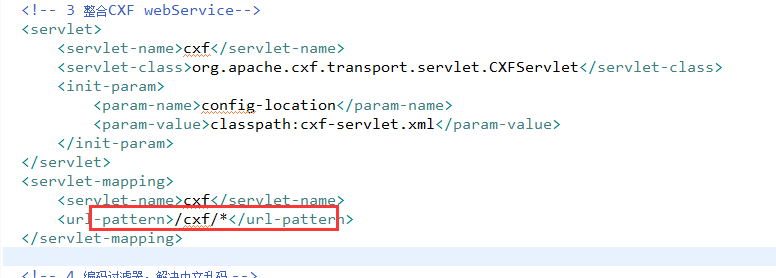 <!-- 3 整合CXF webService-->
<servlet>
<servlet-name>cxf</servlet-name>
<servlet-class>org.apache.cxf.transport.servlet.CXFServlet</servlet-class>
<init-param>
<param-name>config-location</param-name>
<param-value>classpath:cxf-servlet.xml</param-value>
</init-param>
</servlet>
<servlet-mapping>
<servlet-name>cxf</servlet-name>
<url-pattern>/cxf/*</url-pattern>
</servlet-mapping>
<!-- 4 编码过滤器,解决中文乱码 -->